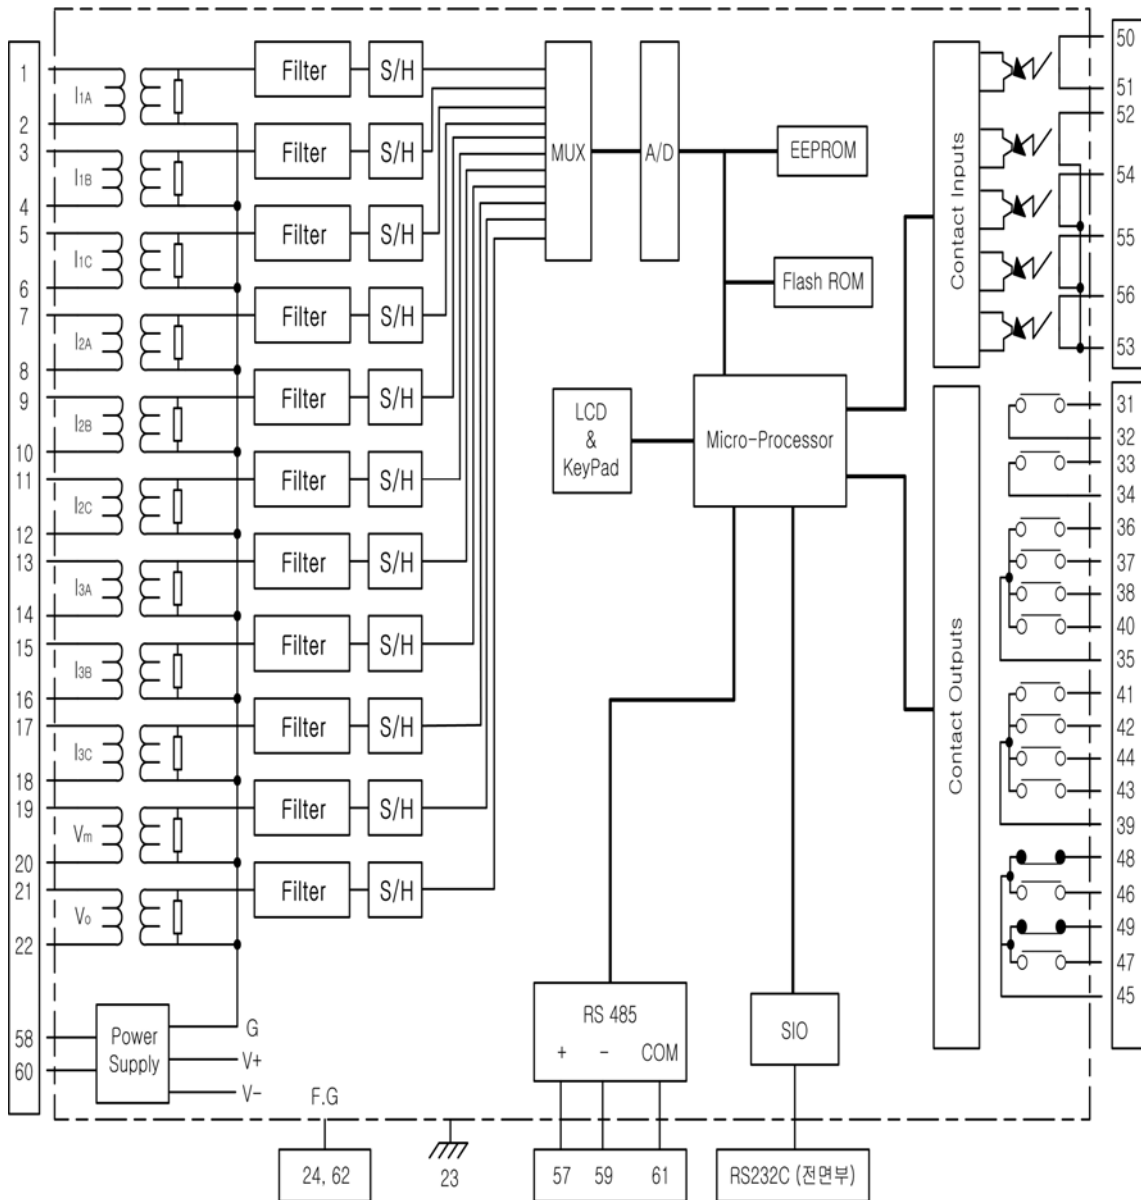 1
I1A
2
3
I1B
4
5
I1C
6
7
I2A
8
9
I2B
10
11
I2C
12
13
I3A
14
15
I3B
16
17
I3C
18
19
Vm
20
21
Vo
22
58
60
Power
Supply
G
V+
V-
Filter S/H
Filter S/H
Filter S/H
Filter S/H
Filter S/H
Filter S/H
Filter S/H
Filter S/H
Filter S/H
Filter S/H
Filter S/H
MUX
A/D
EEPROM
Flash ROM
LCD
&
KeyPad
Micro-Processor
Contact Inputs
Contact Outputs
50
51
52
54
55
56
53
31
32
33
34
36
37
38
40
35
41
42
44
43
39
48
46
49
47
45
RS 485
+ - COM
SIO
F.G
24, 62
23
57 59 61
RS232C (전면부)